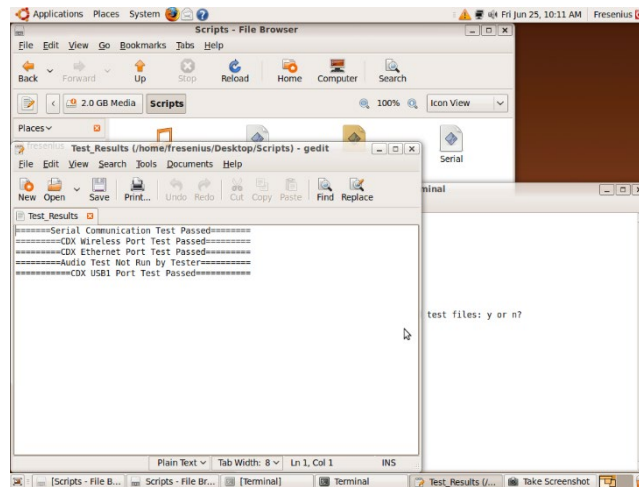 Applications Places System
Fri Jun 25, 10:11 AM Fresenius
Scripts - File Browser
File Edit View Go Bookmarks Tabs Help
Back Forward Up Stop Reload Home Computer Search
2.0 GB Media Scripts 100% Icon View
Places
fresenius
Serial
Test_Results (/home/fresenius/Desktop/Scripts) - gedit
File Edit View Search Tools Documents Help
New Open Save Print... Undo Redo Cut Copy Paste Find Replace
Test_Results
=======Serial Communication Test Passed========
=========CDX Wireless Port Test Passed=========
=========CDX Ethernet Port Test Passed=========
=========Audio Test Not Run by Tester==========
===========CDX USB1 Port Test Passed===========
minal
test files: y or n?
Plain Text Tab Width: 8 Ln 1, Col 1 INS
[Scripts - File B... Scripts - File Br... [Terminal] Terminal Test_Results (/... Take Screenshot